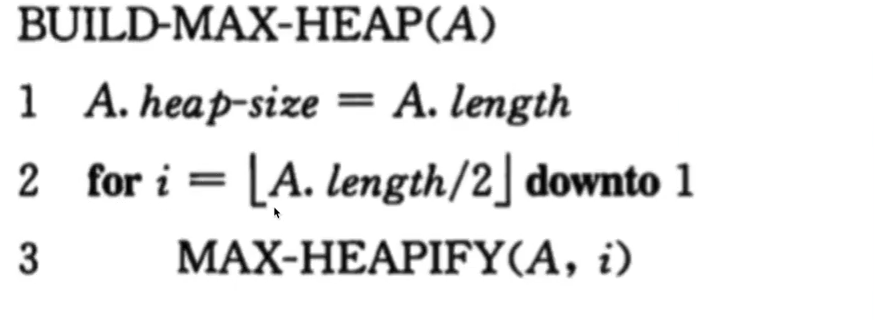 BUILD-MAX-HEAP(A)
1 A. heap-size = A. length
2 for i = ⌊A. length/2⌋ downto 1
3 MAX-HEAPIFY(A, i)